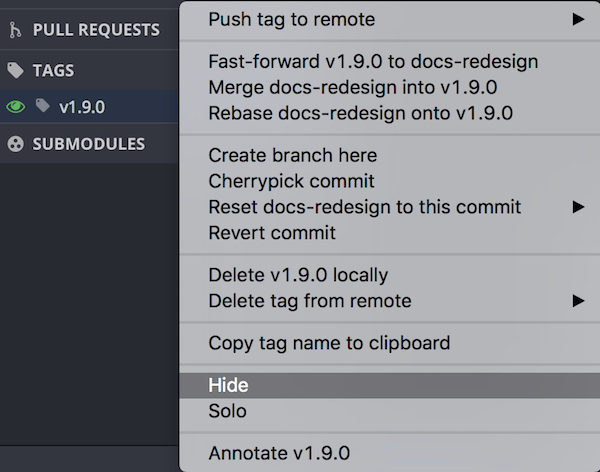 PULL REQUESTS
TAGS
v1.9.0
SUBMODULES
Push tag to remote
Fast-forward v1.9.0 to docs-redesign
Merge docs-redesign into v1.9.0
Rebase docs-redesign onto v1.9.0
Create branch here
Cherrypick commit
Reset docs-redesign to this commit
Revert commit
Delete v1.9.0 locally
Delete tag from remote
Copy tag name to clipboard
Hide
Solo
Annotate v1.9.0